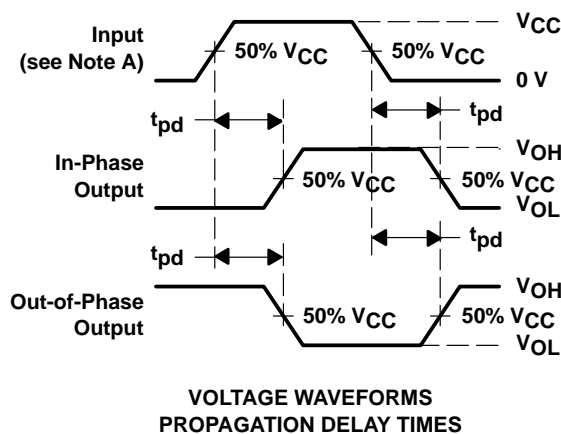 VCC
Input
(see Note A)
50% VCC
50% VCC
0 V
tpd
tpd
VOH
In-Phase
Output
50% VCC
50% VCC
VOL
tpd
tpd
VOH
Out-of-Phase
Output
50% VCC
50% VCC
VOL
VOLTAGE WAVEFORMS
PROPAGATION DELAY TIMES